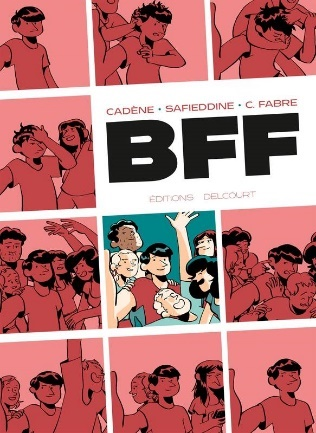 CADÈNE • SAFIEDDINE • C. FABRE
BFF
ÉDITIONS DELCOURT